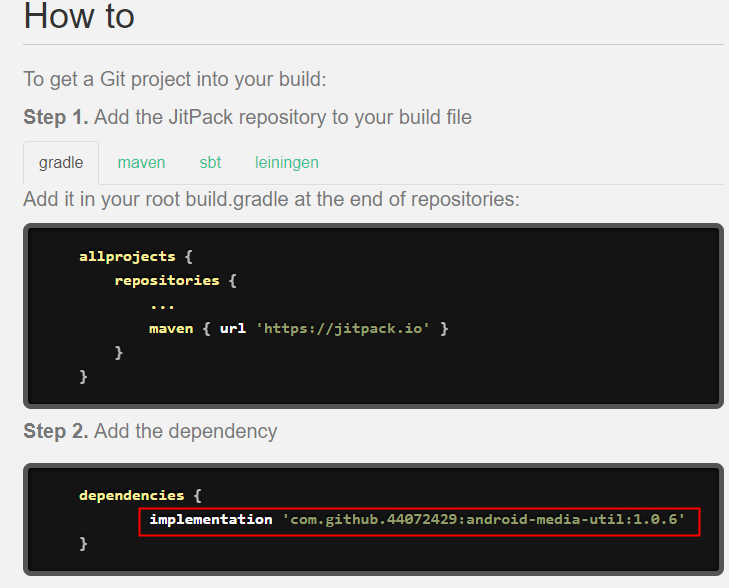 How to
To get a Git project into your build:
Step 1. Add the JitPack repository to your build file
gradle maven sbt leiningen
Add it in your root build.gradle at the end of repositories:
allprojects {
repositories {
...
maven { url 'https://jitpack.io' }
}
}
Step 2. Add the dependency
dependencies {
implementation 'com.github.44072429:android-media-util:1.0.6'
}